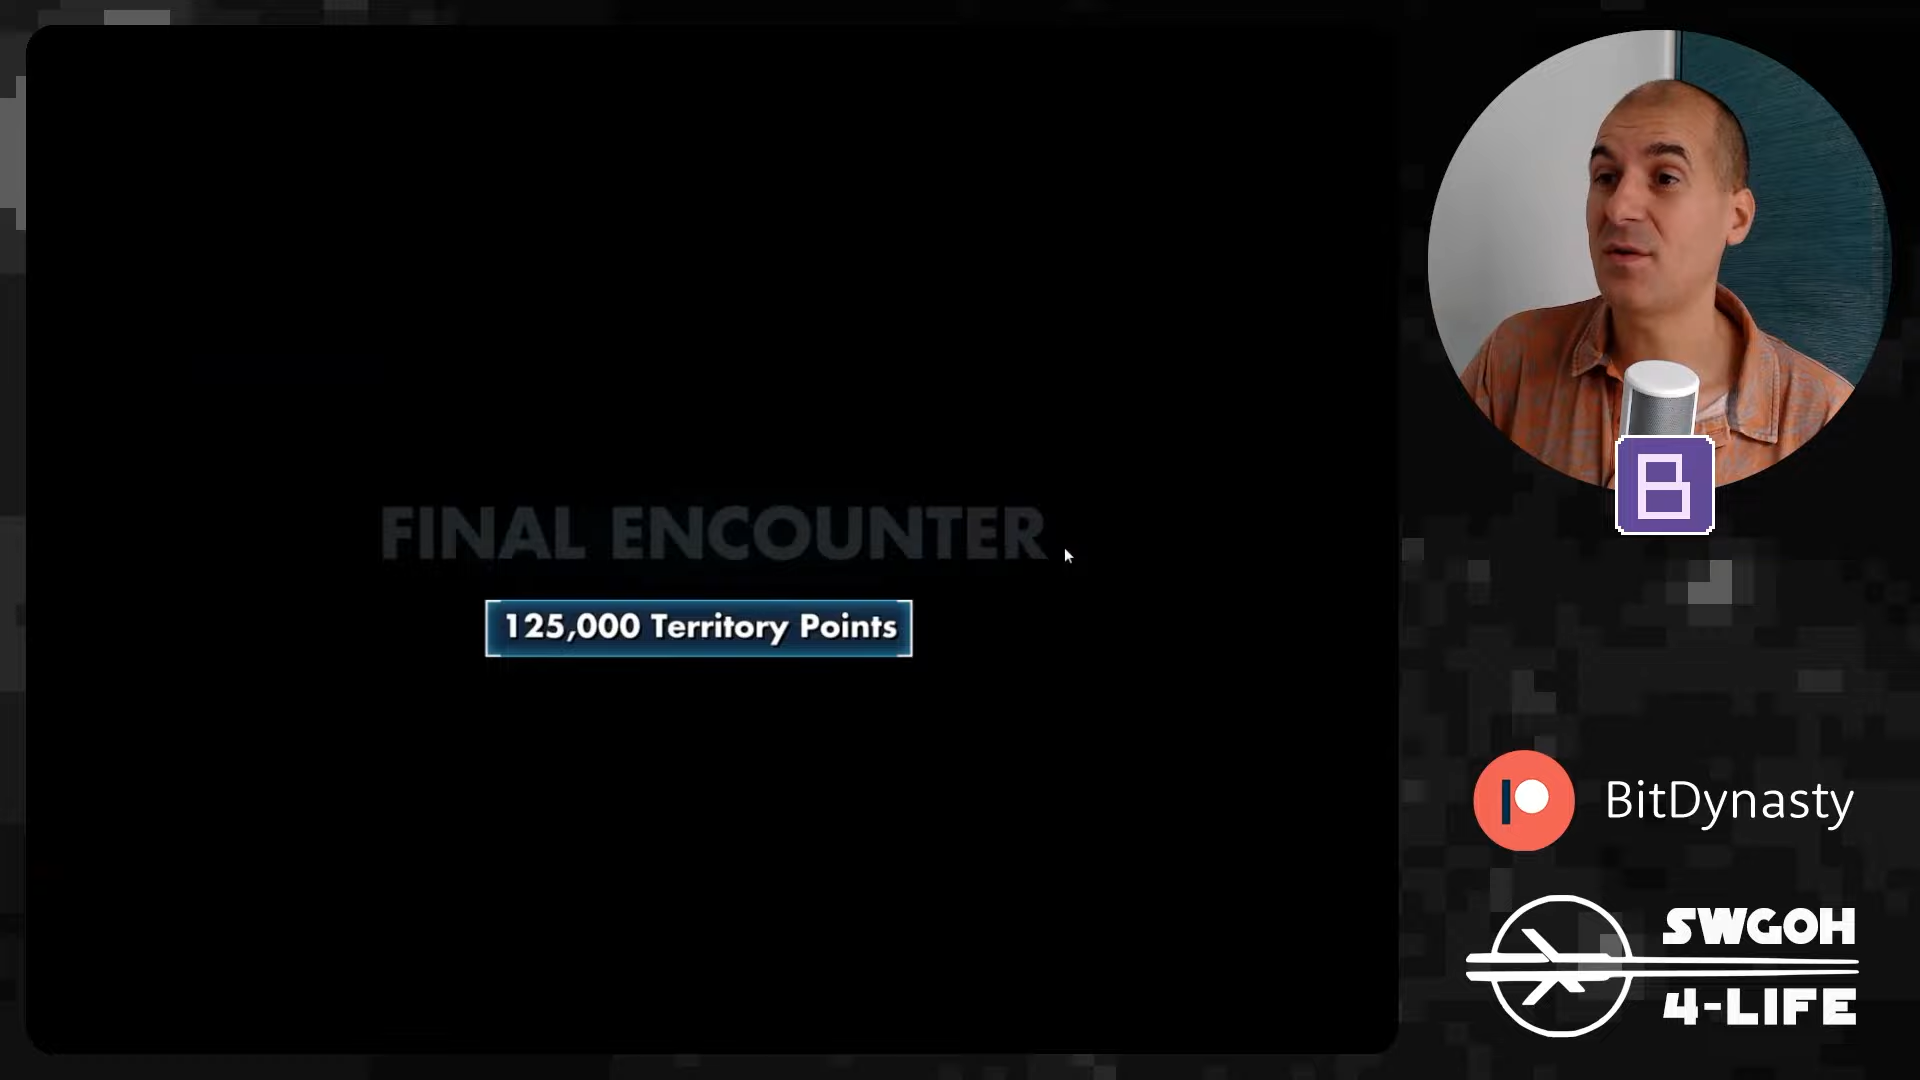 FINAL ENCOUNTER
125,000 Territory Points
B
BitDynasty
SWGOH
4-LIFE